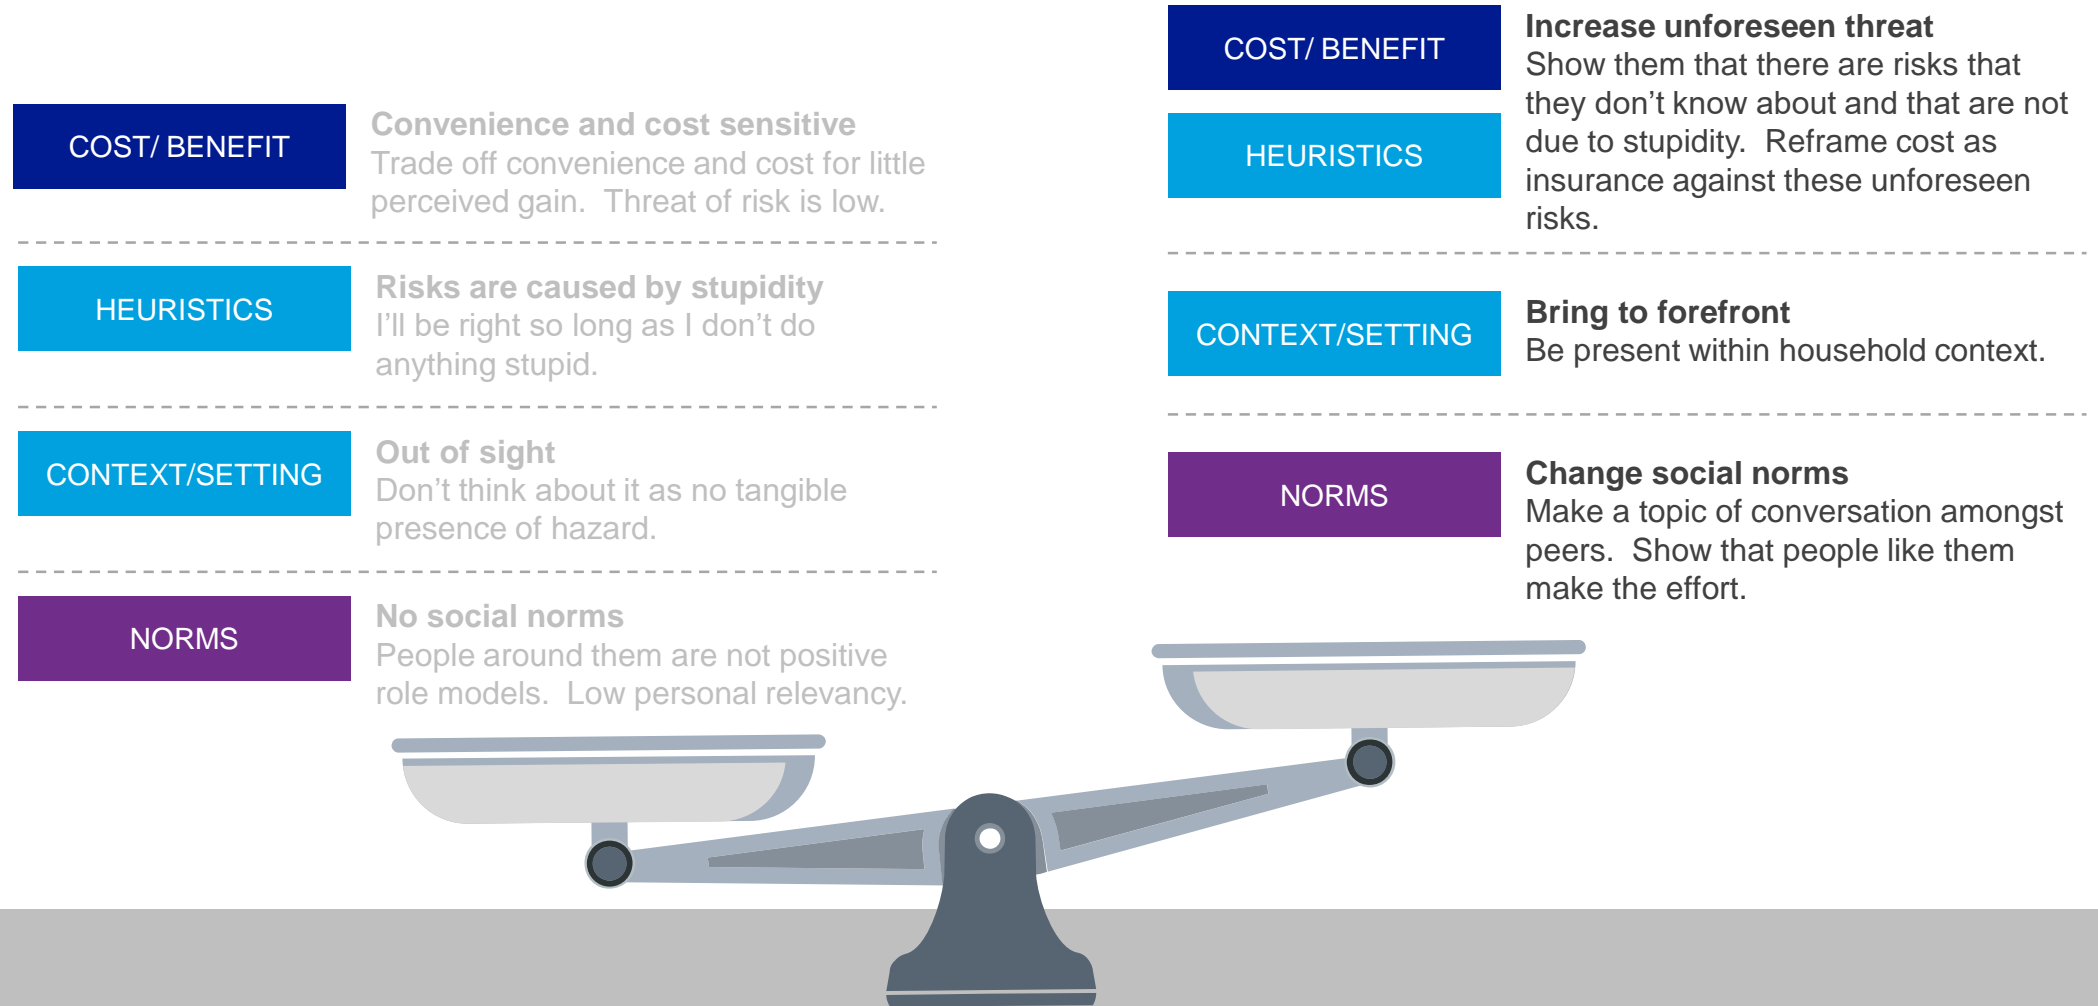 COST/ BENEFIT
Convenience and cost sensitive
Trade off convenience and cost for little
perceived gain.  Threat of risk is low.
HEURISTICS
Risks are caused by stupidity
I'll be right so long as I don't do
anything stupid.
CONTEXT/SETTING
Out of sight
Don't think about it as no tangible
presence of hazard.
NORMS
No social norms
People around them are not positive
role models.  Low personal relevancy.
COST/ BENEFIT
HEURISTICS
Increase unforeseen threat
Show them that there are risks that
they don't know about and that are not
due to stupidity.  Reframe cost as
insurance against these unforeseen
risks.
CONTEXT/SETTING
Bring to forefront
Be present within household context.
NORMS
Change social norms
Make a topic of conversation amongst
peers.  Show that people like them
make the effort.